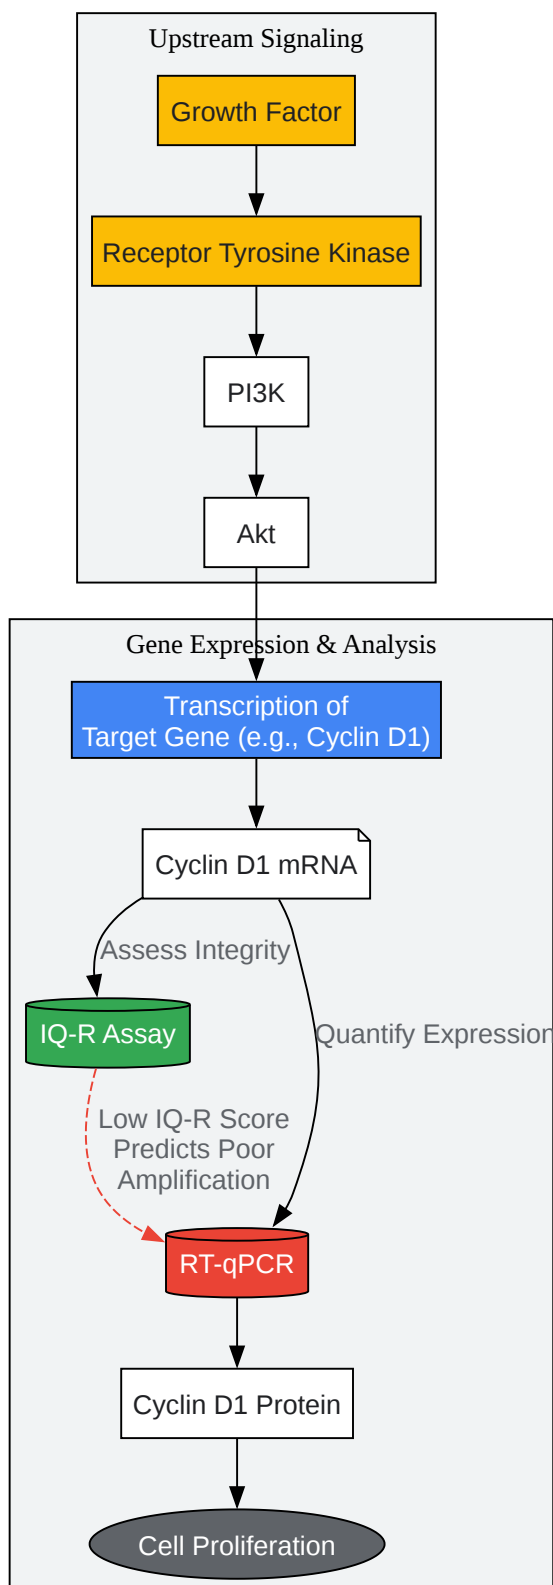 Upstream Signaling
Growth Factor
Receptor Tyrosine Kinase
PI3K
Akt
Gene Expression & Analysis
Transcription of
Target Gene (e.g., Cyclin D1)
Cyclin D1 mRNA
Assess Integrity
IQ-R Assay
Quantify Expression
Low IQ-R Score
Predicts Poor
Amplification
RT-qPCR
Cyclin D1 Protein
Cell Proliferation